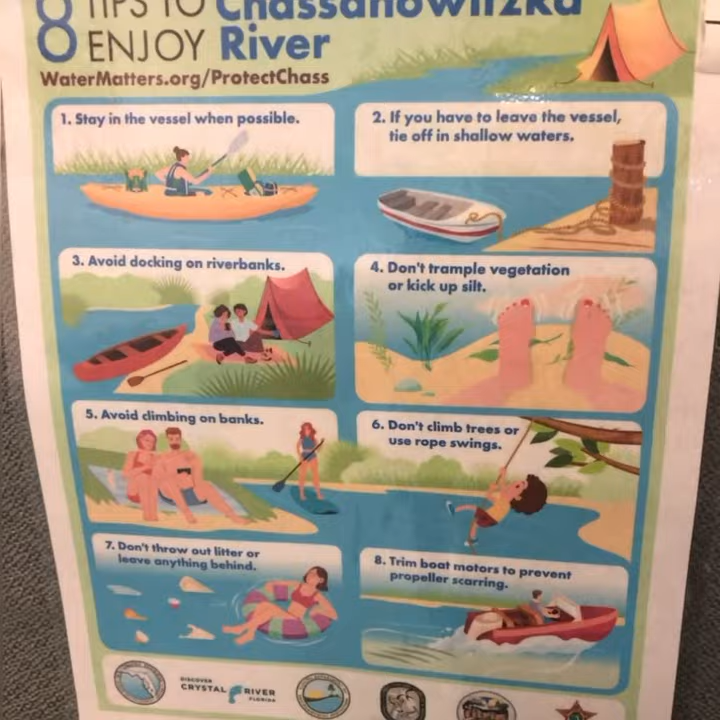 8 TIPS TO Chassahowitzka
ENJOY River
WaterMatters.org/ProtectChass
1. Stay in the vessel when possible.
2. If you have to leave the vessel,
tie off in shallow waters.
3. Avoid docking on riverbanks.
4. Don't trample vegetation
or kick up silt.
5. Avoid climbing on banks.
6. Don't climb trees or
use rope swings.
7. Don't throw out litter or
leave anything behind.
8. Trim boat motors to prevent
propeller scarring.
DISCOVER
CRYSTAL RIVER
FLORIDA